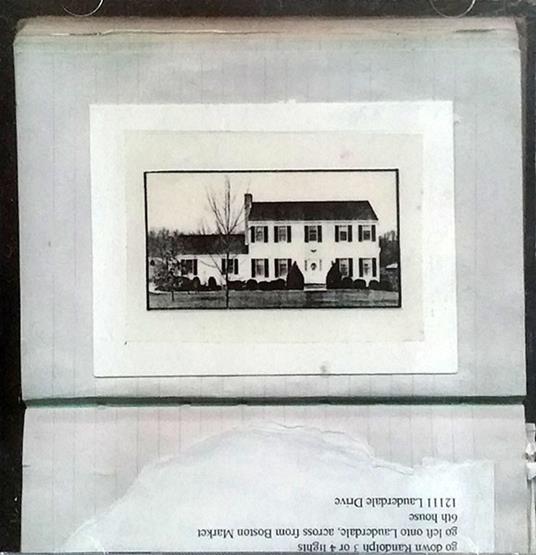 go down Randolph 3 or 4 lights
go left onto Lauderdale, across from Boston Market
6th house
12111 Lauderdale Drive